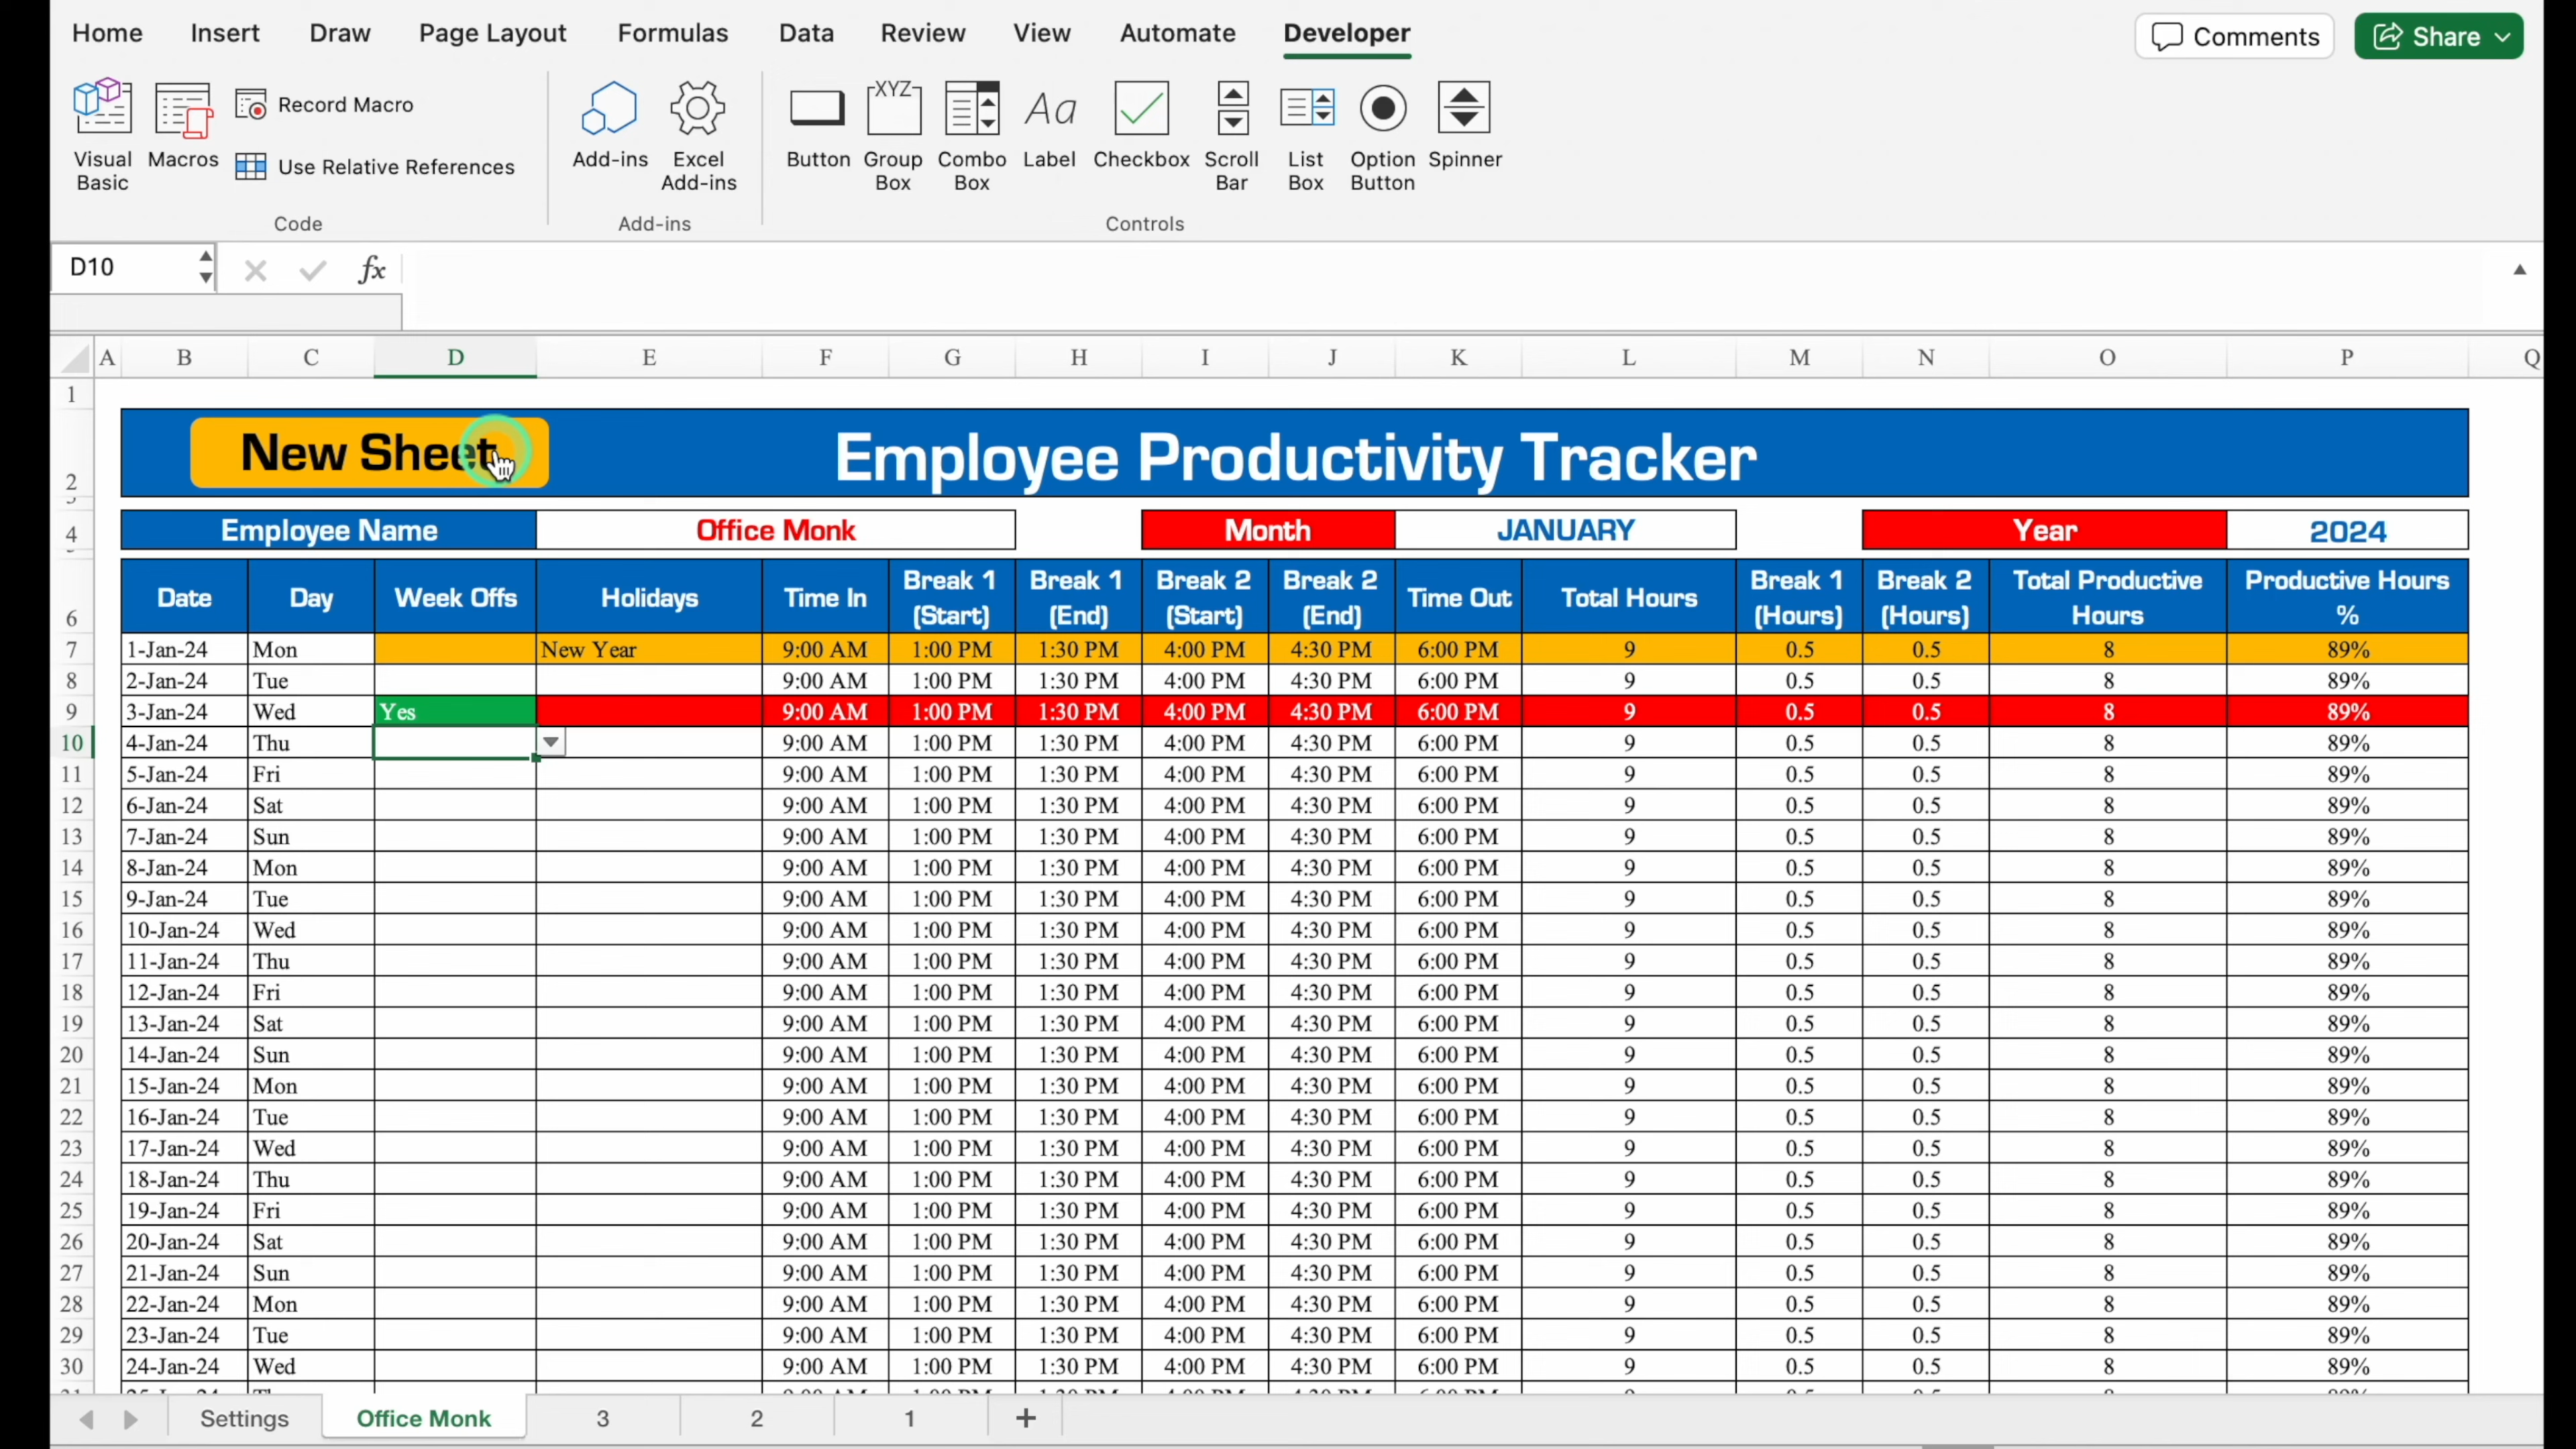 Home Insert Draw Page Layout Formulas Data Review View Automate Developer Comments Share
Visual Basic Macros Record Macro Use Relative References Add-ins Excel Add-ins XYZ Button Group Box Combo Box Aa Label Checkbox Scroll Bar List Box Option Button Spinner
Code Add-ins Controls
D10 fx
A B C D E F G H I J K L M N O P Q
1
2 New Sheet Employee Productivity Tracker
4 Employee Name Office Monk Month JANUARY Year 2024
6 Date Day Week Offs Holidays Time In Break 1 (Start) Break 1 (End) Break 2 (Start) Break 2 (End) Time Out Total Hours Break 1 (Hours) Break 2 (Hours) Total Productive Hours Productive Hours %
7 1-Jan-24 Mon New Year 9:00 AM 1:00 PM 1:30 PM 4:00 PM 4:30 PM 6:00 PM 9 0.5 0.5 8 89%
8 2-Jan-24 Tue 9:00 AM 1:00 PM 1:30 PM 4:00 PM 4:30 PM 6:00 PM 9 0.5 0.5 8 89%
9 3-Jan-24 Wed Yes 9:00 AM 1:00 PM 1:30 PM 4:00 PM 4:30 PM 6:00 PM 9 0.5 0.5 8 89%
10 4-Jan-24 Thu 9:00 AM 1:00 PM 1:30 PM 4:00 PM 4:30 PM 6:00 PM 9 0.5 0.5 8 89%
11 5-Jan-24 Fri 9:00 AM 1:00 PM 1:30 PM 4:00 PM 4:30 PM 6:00 PM 9 0.5 0.5 8 89%
12 6-Jan-24 Sat 9:00 AM 1:00 PM 1:30 PM 4:00 PM 4:30 PM 6:00 PM 9 0.5 0.5 8 89%
13 7-Jan-24 Sun 9:00 AM 1:00 PM 1:30 PM 4:00 PM 4:30 PM 6:00 PM 9 0.5 0.5 8 89%
14 8-Jan-24 Mon 9:00 AM 1:00 PM 1:30 PM 4:00 PM 4:30 PM 6:00 PM 9 0.5 0.5 8 89%
15 9-Jan-24 Tue 9:00 AM 1:00 PM 1:30 PM 4:00 PM 4:30 PM 6:00 PM 9 0.5 0.5 8 89%
16 10-Jan-24 Wed 9:00 AM 1:00 PM 1:30 PM 4:00 PM 4:30 PM 6:00 PM 9 0.5 0.5 8 89%
17 11-Jan-24 Thu 9:00 AM 1:00 PM 1:30 PM 4:00 PM 4:30 PM 6:00 PM 9 0.5 0.5 8 89%
18 12-Jan-24 Fri 9:00 AM 1:00 PM 1:30 PM 4:00 PM 4:30 PM 6:00 PM 9 0.5 0.5 8 89%
19 13-Jan-24 Sat 9:00 AM 1:00 PM 1:30 PM 4:00 PM 4:30 PM 6:00 PM 9 0.5 0.5 8 89%
20 14-Jan-24 Sun 9:00 AM 1:00 PM 1:30 PM 4:00 PM 4:30 PM 6:00 PM 9 0.5 0.5 8 89%
21 15-Jan-24 Mon 9:00 AM 1:00 PM 1:30 PM 4:00 PM 4:30 PM 6:00 PM 9 0.5 0.5 8 89%
22 16-Jan-24 Tue 9:00 AM 1:00 PM 1:30 PM 4:00 PM 4:30 PM 6:00 PM 9 0.5 0.5 8 89%
23 17-Jan-24 Wed 9:00 AM 1:00 PM 1:30 PM 4:00 PM 4:30 PM 6:00 PM 9 0.5 0.5 8 89%
24 18-Jan-24 Thu 9:00 AM 1:00 PM 1:30 PM 4:00 PM 4:30 PM 6:00 PM 9 0.5 0.5 8 89%
25 19-Jan-24 Fri 9:00 AM 1:00 PM 1:30 PM 4:00 PM 4:30 PM 6:00 PM 9 0.5 0.5 8 89%
26 20-Jan-24 Sat 9:00 AM 1:00 PM 1:30 PM 4:00 PM 4:30 PM 6:00 PM 9 0.5 0.5 8 89%
27 21-Jan-24 Sun 9:00 AM 1:00 PM 1:30 PM 4:00 PM 4:30 PM 6:00 PM 9 0.5 0.5 8 89%
28 22-Jan-24 Mon 9:00 AM 1:00 PM 1:30 PM 4:00 PM 4:30 PM 6:00 PM 9 0.5 0.5 8 89%
29 23-Jan-24 Tue 9:00 AM 1:00 PM 1:30 PM 4:00 PM 4:30 PM 6:00 PM 9 0.5 0.5 8 89%
30 24-Jan-24 Wed 9:00 AM 1:00 PM 1:30 PM 4:00 PM 4:30 PM 6:00 PM 9 0.5 0.5 8 89%
Settings Office Monk 3 2 1 +